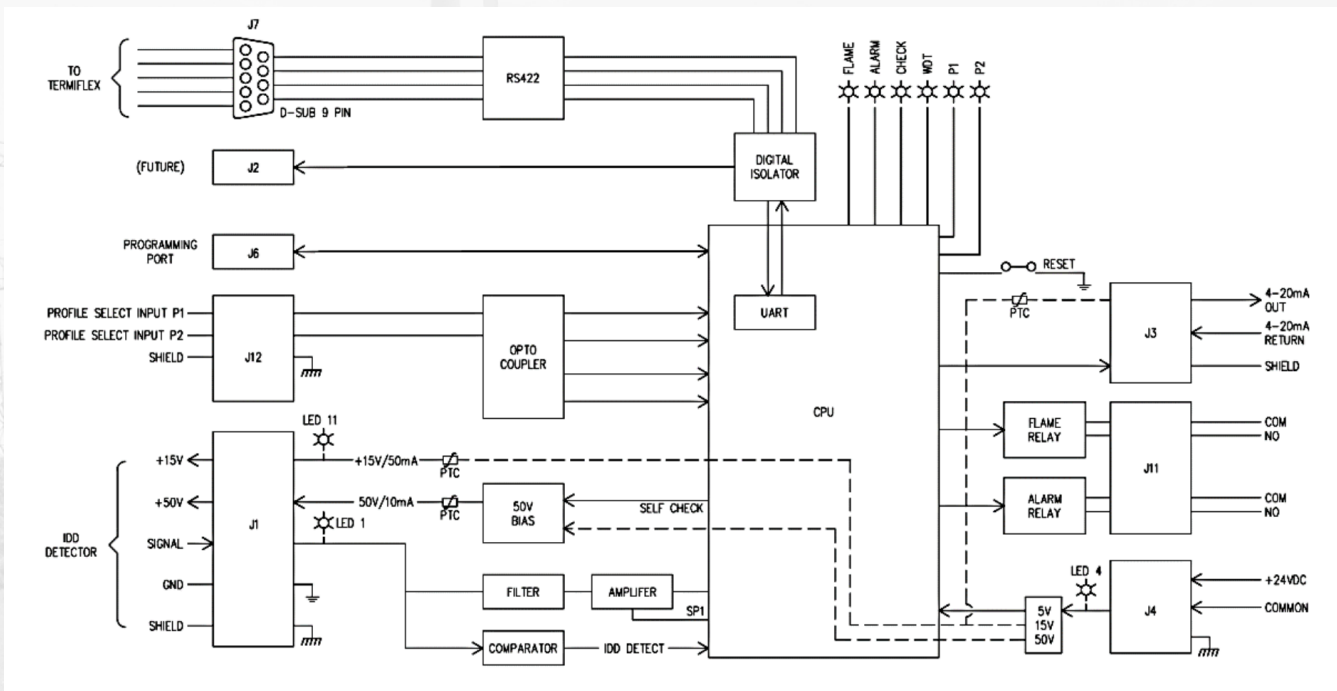 J7
TO
TERMIFLEX
D-SUB 9 PIN
RS422
FLAME
ALARM
CHECK
WDT
P1
P2
(FUTURE)
J2
DIGITAL
ISOLATOR
PROGRAMMING
PORT
J6
UART
RESET
PTC
J3
4-20mA
OUT
4-20mA
RETURN
SHIELD
PROFILE SELECT INPUT P1
PROFILE SELECT INPUT P2
SHIELD
J12
OPTO
COUPLER
CPU
FLAME
RELAY
ALARM
RELAY
J11
COM
NO
COM
NO
LED 11
+15V
+15V/50mA
PTC
+50V
50V/10mA
PTC
50V
BIAS
SELF CHECK
IDD
DETECTOR
J1
LED 1
SIGNAL
GND
SHIELD
FILTER
AMPLIFER
SP1
COMPARATOR
IDD DETECT
LED 4
5V
15V
50V
J4
+24VDC
COMMON